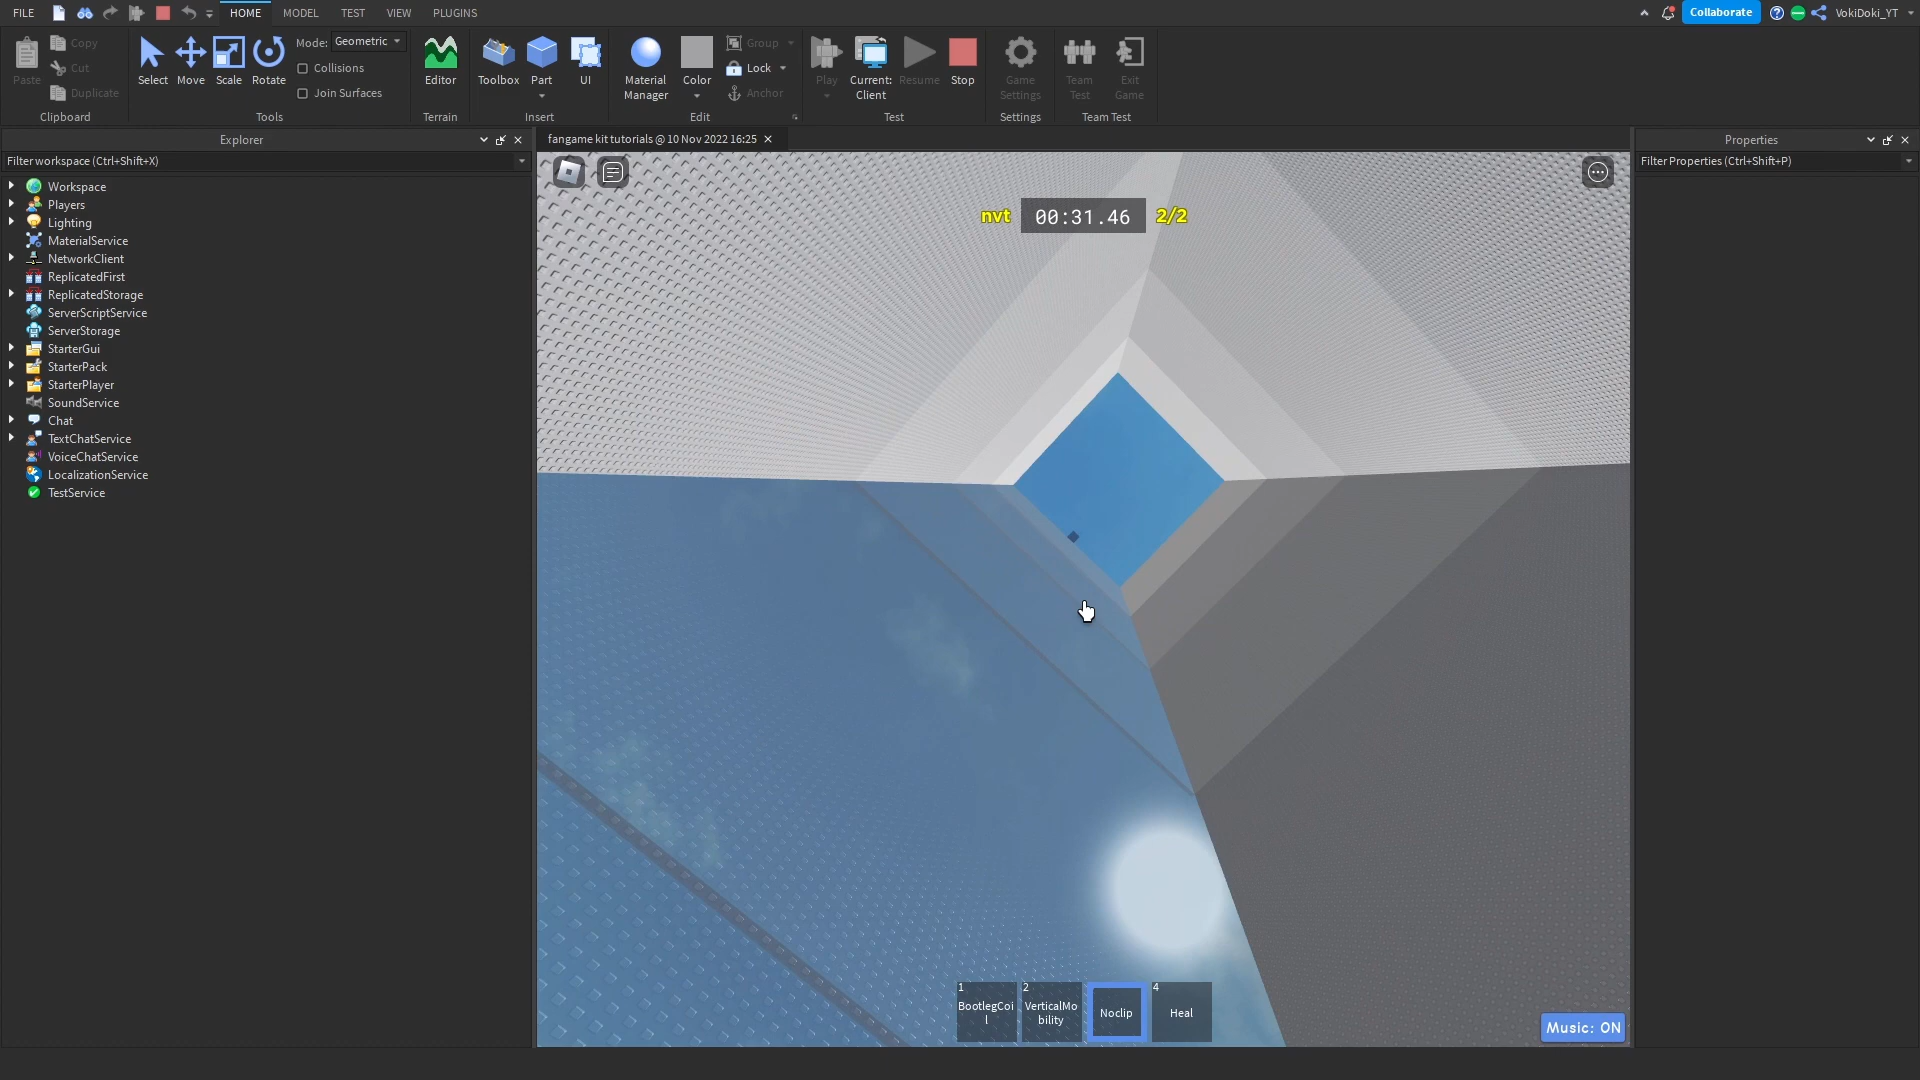 FILE
HOME
MODEL
TEST
VIEW
PLUGINS
Collaborate
VokiDoki_YT
Paste
Copy
Cut
Duplicate
Clipboard
Select
Move
Scale
Rotate
Mode: Geometric
Collisions
Join Surfaces
Tools
Editor
Terrain
Toolbox
Part
UI
Insert
Material
Manager
Color
Group
Lock
Anchor
Edit
Play
Current:
Client
Resume
Stop
Test
Game
Settings
Settings
Team
Test
Exit
Game
Team Test
Explorer
Filter workspace (Ctrl+Shift+X)
Workspace
Players
Lighting
MaterialService
NetworkClient
ReplicatedFirst
ReplicatedStorage
ServerScriptService
ServerStorage
StarterGui
StarterPack
StarterPlayer
SoundService
Chat
TextChatService
VoiceChatService
LocalizationService
TestService
fangame kit tutorials @ 10 Nov 2022 16:25
nvt 00:31.46 2/2
1
BootlegCoi
l
2
VerticalMo
bility
Noclip
4
Heal
Music: ON
Properties
Filter Properties (Ctrl+Shift+P)